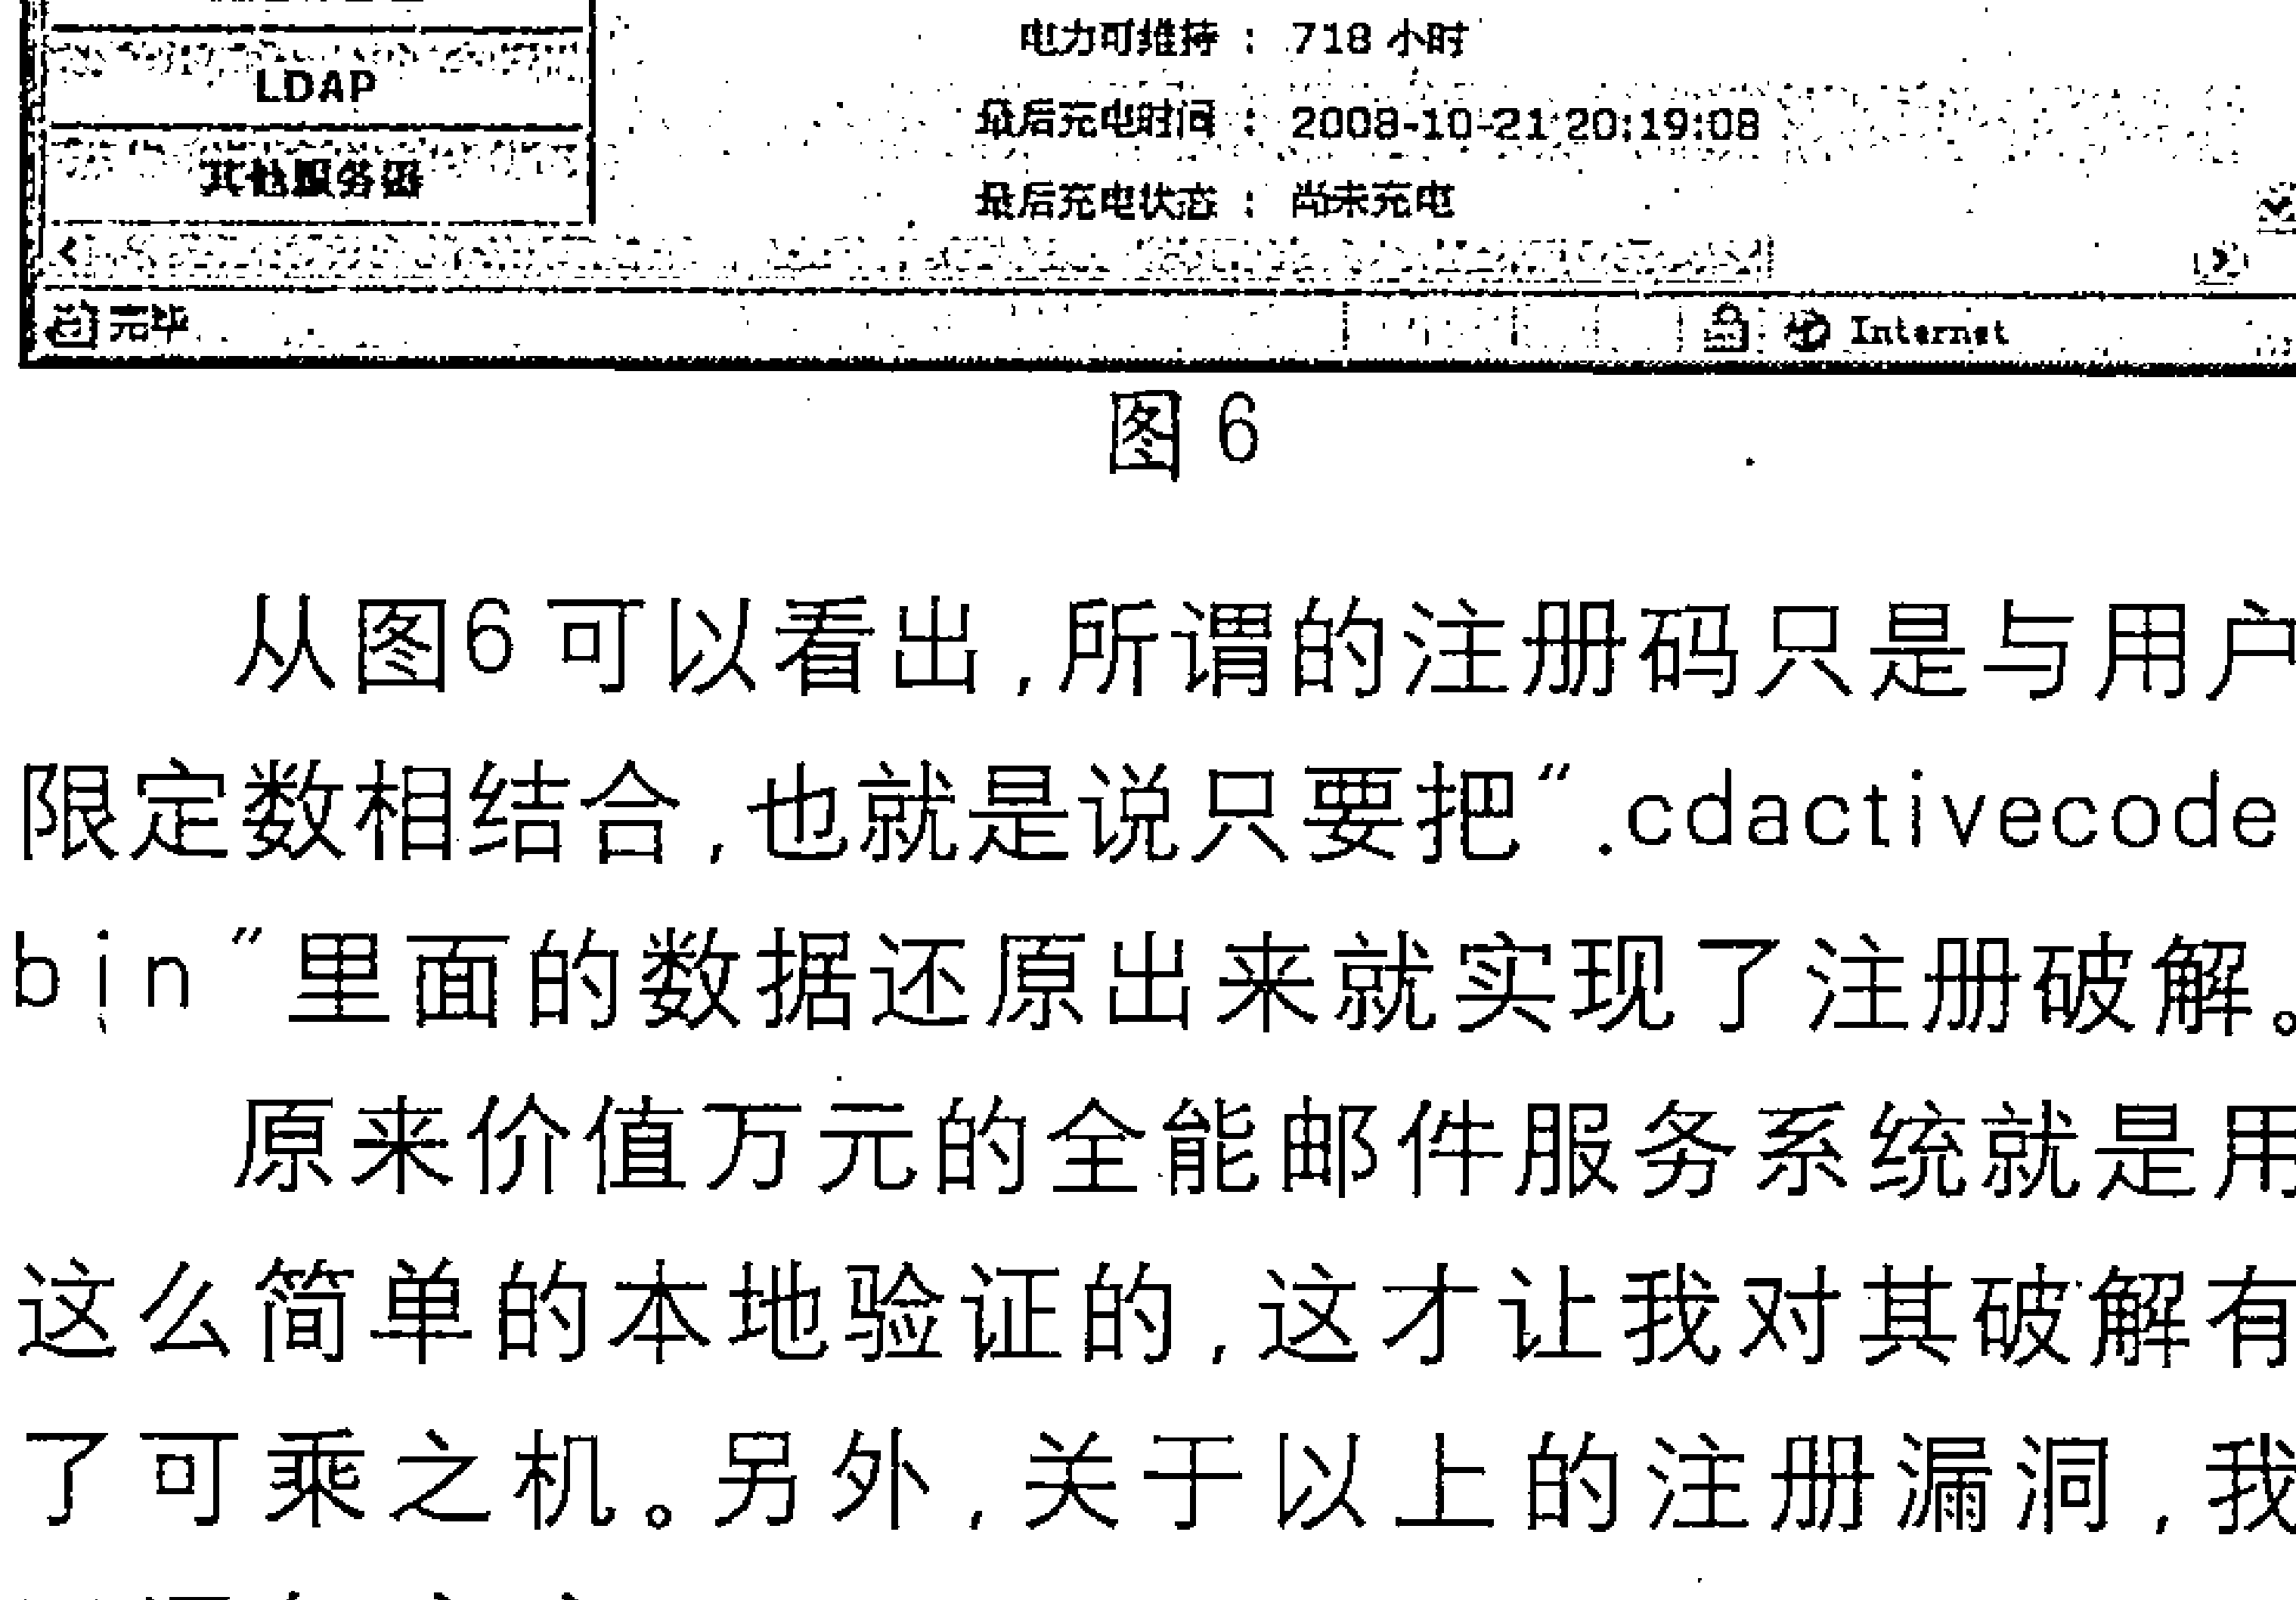 电力可维持 : 718 小时
LDAP
最后充电时间 : 2008-10-21 20:19:08
其他服务器
最后充电状态 : 尚未充电
完毕 Internet
图 6
从图6可以看出,所谓的注册码只是与用户
限定数相结合,也就是说只要把“.cdactivecode
bin”里面的数据还原出来就实现了注册破解。
原来价值万元的全能邮件服务系统就是用
这么简单的本地验证的,这才让我对其破解有
了可乘之机。另外,关于以上的注册漏洞,我